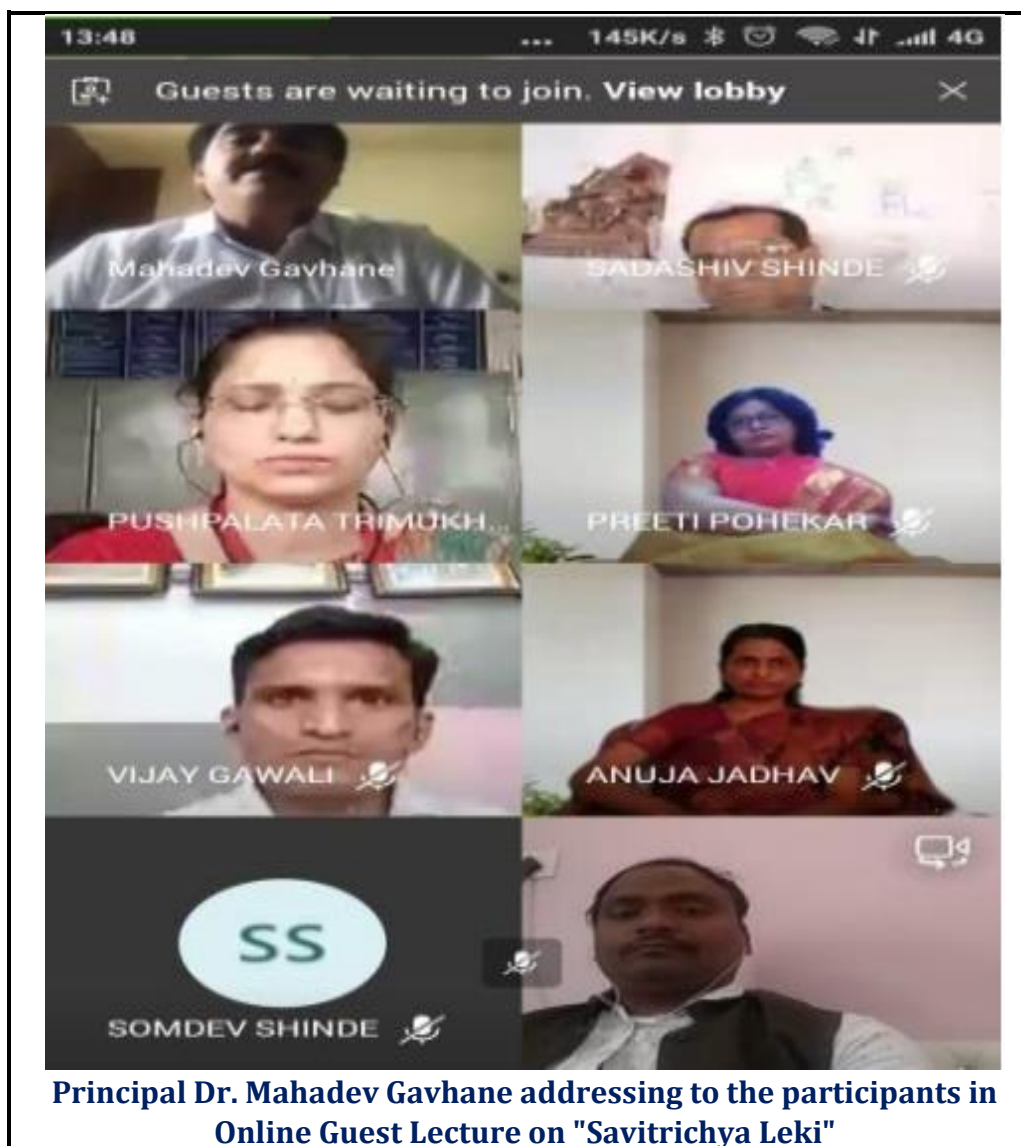 13:48 ... 145K/s 4G
Guests are waiting to join. View lobby
Mahadev Gavhane
SADASHIV SHINDE
PUSHPALATA TRIMUKH...
PREETI POHEKAR
VIJAY GAWALI
ANUJA JADHAV
SS
SOMDEV SHINDE
Principal Dr. Mahadev Gavhane addressing to the participants in
Online Guest Lecture on "Savitrichya Leki"